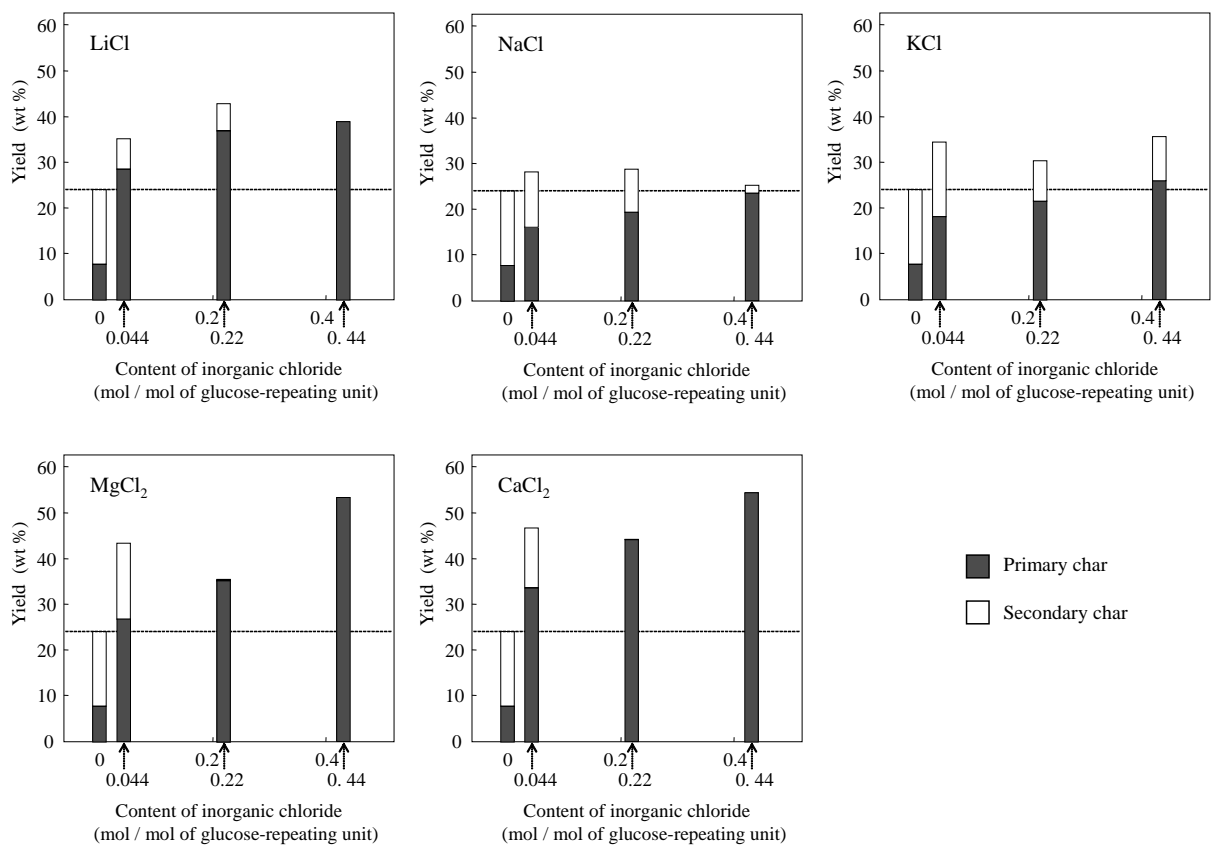 LiCl
Yield (wt %)
60
50
40
30
20
10
0
0 0.2 0.4
0.044 0.22 0. 44
Content of inorganic chloride
(mol / mol of glucose-repeating unit)
NaCl
Yield (wt %)
60
50
40
30
20
10
0
0 0.2 0.4
0.044 0.22 0. 44
Content of inorganic chloride
(mol / mol of glucose-repeating unit)
KCl
Yield (wt %)
60
50
40
30
20
10
0
0 0.2 0.4
0.044 0.22 0. 44
Content of inorganic chloride
(mol / mol of glucose-repeating unit)
MgCl₂
Yield (wt %)
60
50
40
30
20
10
0
0 0.2 0.4
0.044 0.22 0. 44
Content of inorganic chloride
(mol / mol of glucose-repeating unit)
CaCl₂
Yield (wt %)
60
50
40
30
20
10
0
0 0.2 0.4
0.044 0.22 0. 44
Content of inorganic chloride
(mol / mol of glucose-repeating unit)
Primary char
Secondary char